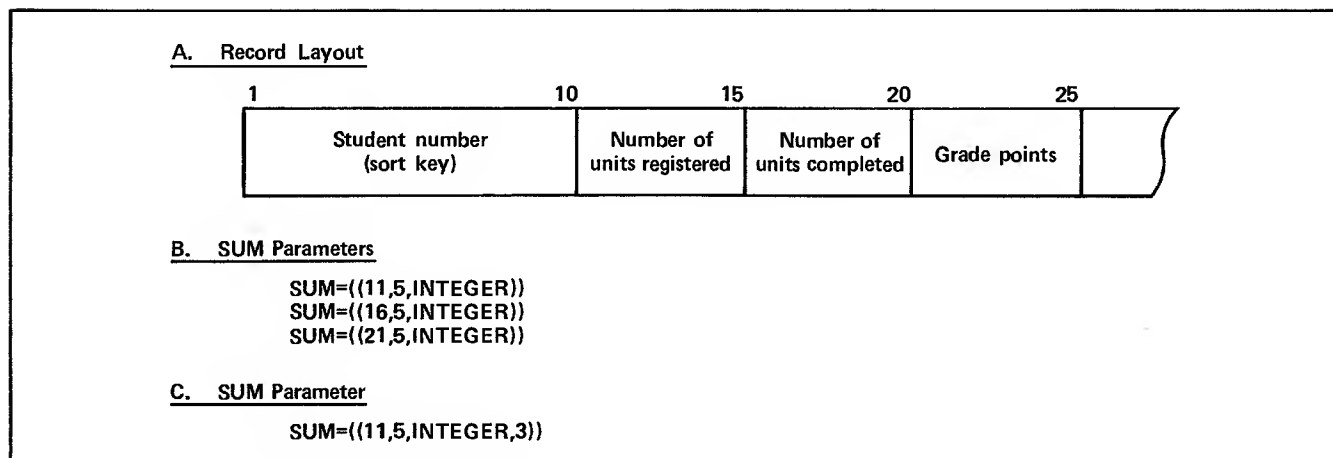 A. Record Layout
1 10 15 20 25
Student number Number of Number of Grade points
(sort key) units registered units completed
B. SUM Parameters
SUM=((11,5,INTEGER))
SUM=((16,5,INTEGER))
SUM=((21,5,INTEGER))
C. SUM Parameter
SUM=((11,5,INTEGER,3))